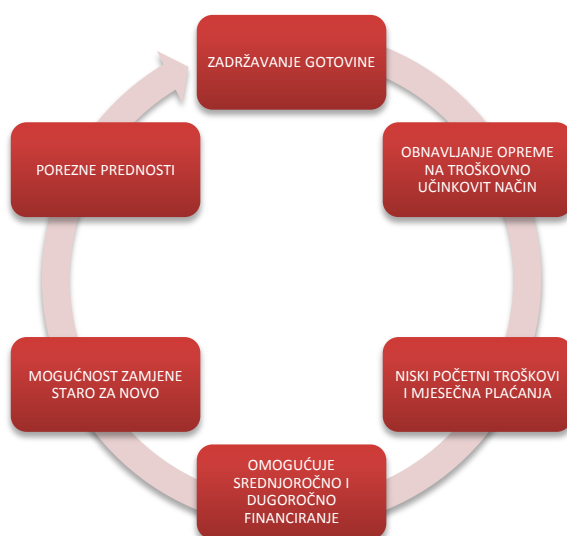 ZADRŽAVANJE GOTOVINE
OBNAVLJANJE OPREME
NA TROŠKOVNO
UČINKOVIT NAČIN
NISKI POČETNI TROŠKOVI
I MJESEČNA PLAĆANJA
OMOGUĆUJE
SREDNJOROČNO I
DUGOROČNO
FINANCIRANJE
MOGUĆNOST ZAMJENE
STARO ZA NOVO
POREZNE PREDNOSTI